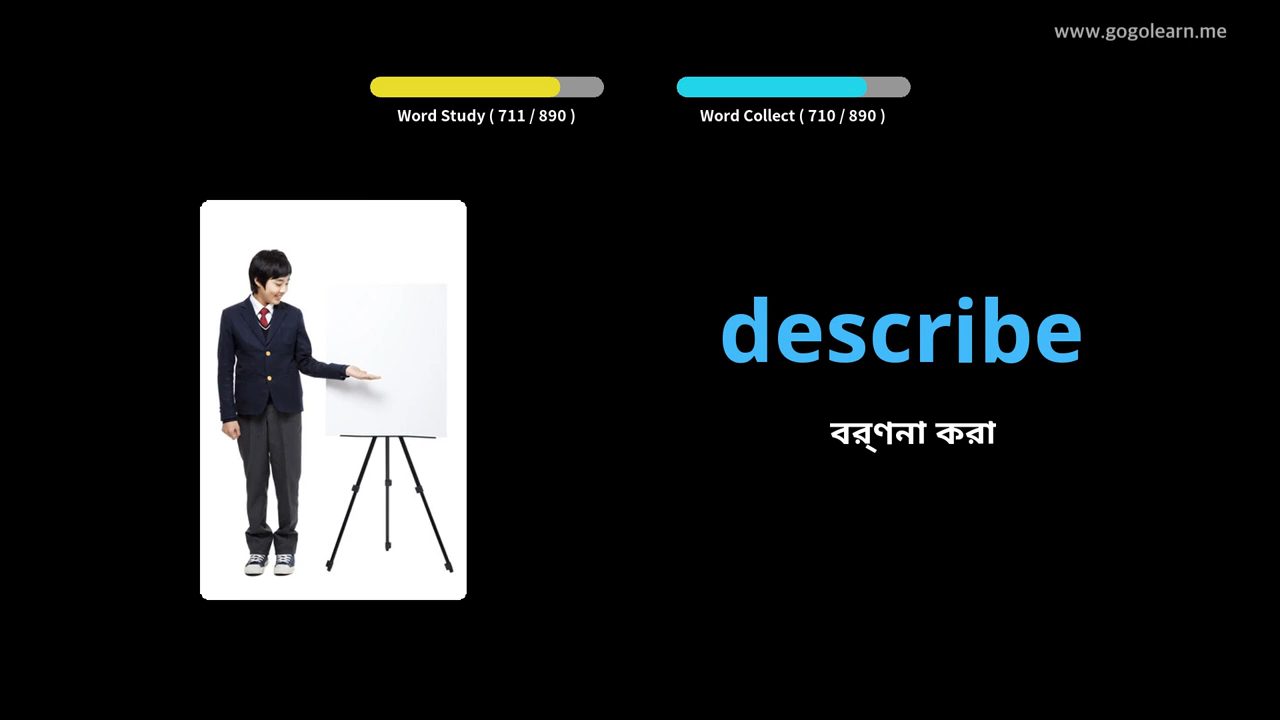 www.gogolearn.me
Word Study ( 711 / 890 )
Word Collect ( 710 / 890 )
describe
বর্ণনা করা